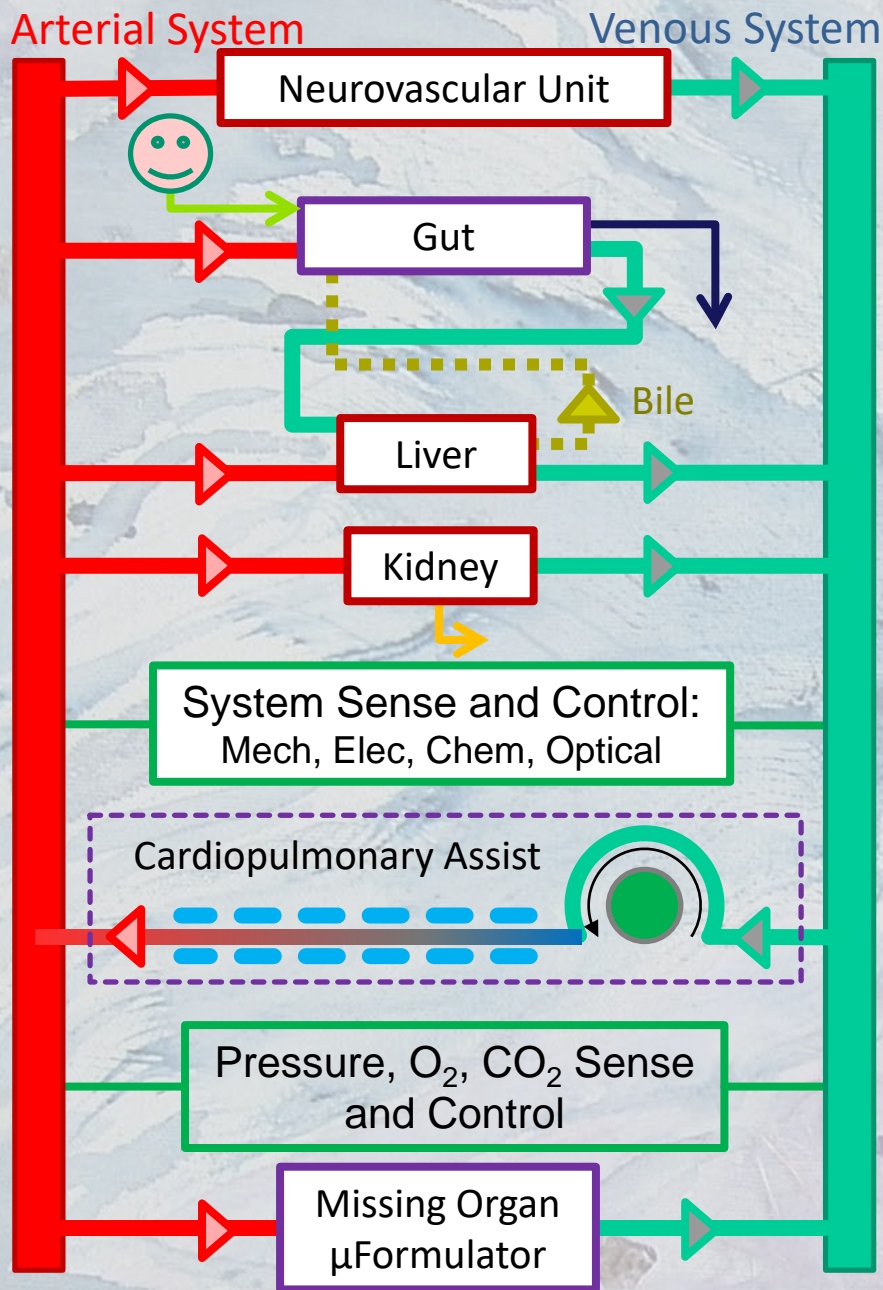 Arterial System
Venous System
Neurovascular Unit
Gut
Bile
Liver
Kidney
System Sense and Control:
Mech, Elec, Chem, Optical
Cardiopulmonary Assist
Pressure, O₂, CO₂ Sense
and Control
Missing Organ
µFormulator